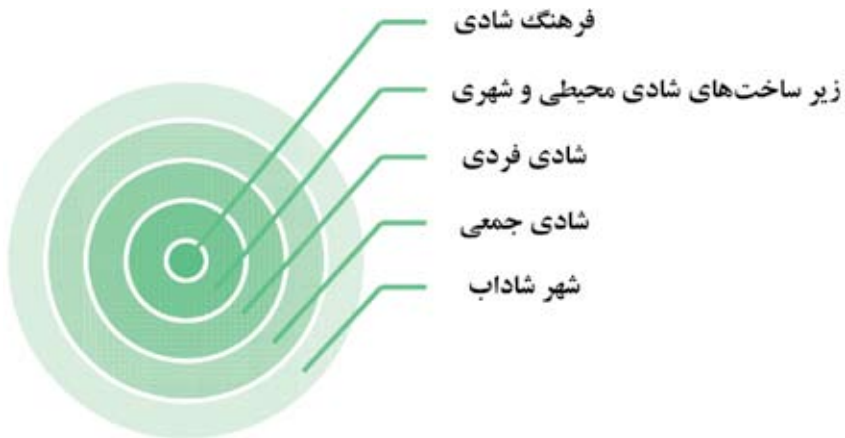 فرهنگ شادی
زیر ساخت‌های شادی محیطی و شهری
شادی فردی
شادی جمعی
شهر شاداب